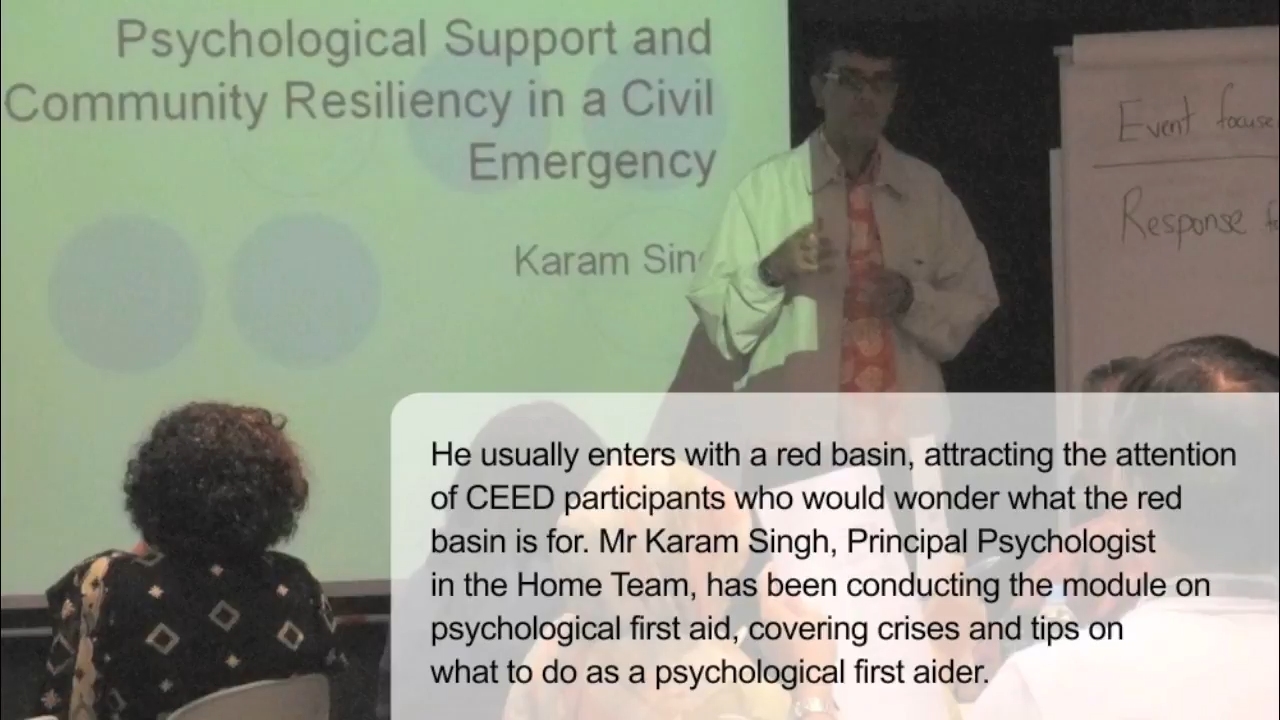 Psychological Support and
Community Resiliency in a Civil
Emergency
Karam Sing
Event focuse
Response
He usually enters with a red basin, attracting the attention
of CEED participants who would wonder what the red
basin is for. Mr Karam Singh, Principal Psychologist
in the Home Team, has been conducting the module on
psychological first aid, covering crises and tips on
what to do as a psychological first aider.